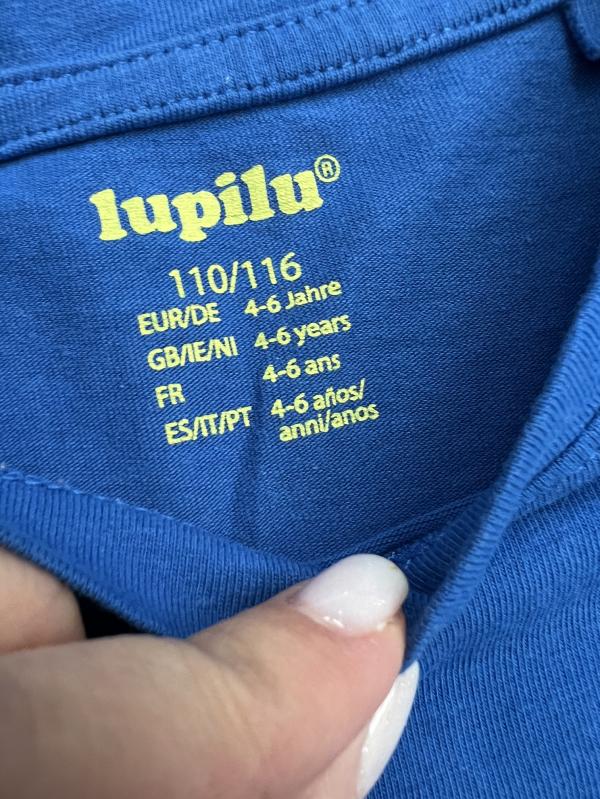 lupilu®
110/116
EUR/DE 4-6 Jahre
GB/IE/NI 4-6 years
FR 4-6 ans
ES/IT/PT 4-6 años/
anni/anos